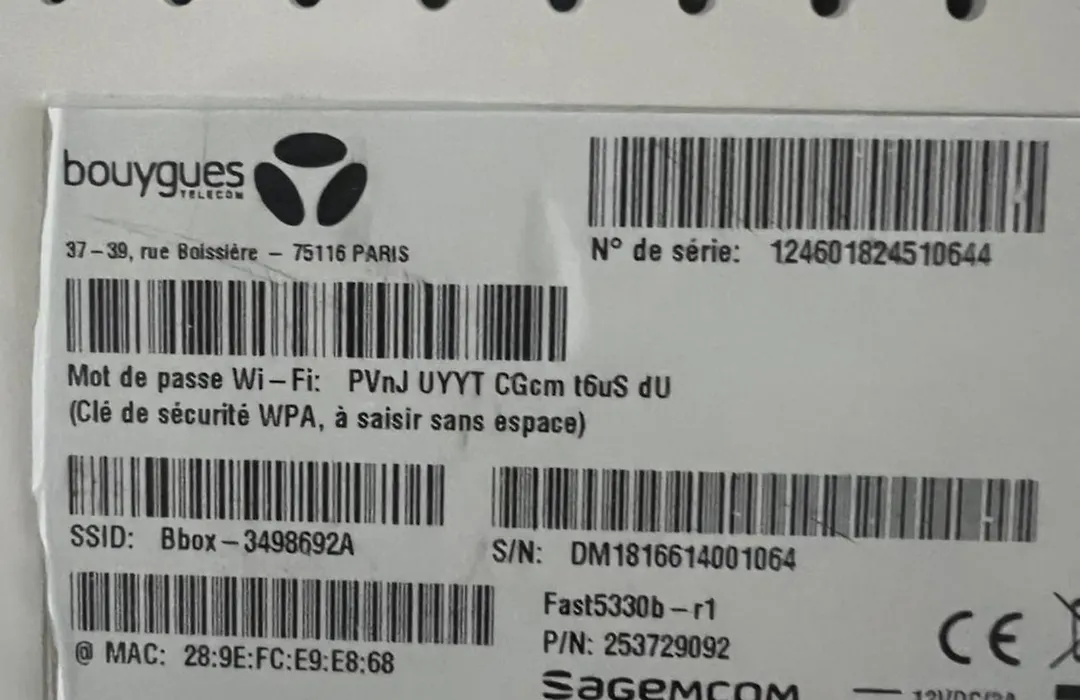 bouygues
TELECOM
37-39, rue Boissière - 75116 PARIS
N° de série: 124601824510644
Mot de passe Wi-Fi: PVnJ UYYT CGcm t6uS dU
(Clé de sécurité WPA, à saisir sans espace)
SSID: Bbox-3498692A
S/N: DM1816614001064
@ MAC: 28:9E:FC:E9:E8:68
Fast5330b-r1
P/N: 253729092
CE
SAGEMCOM